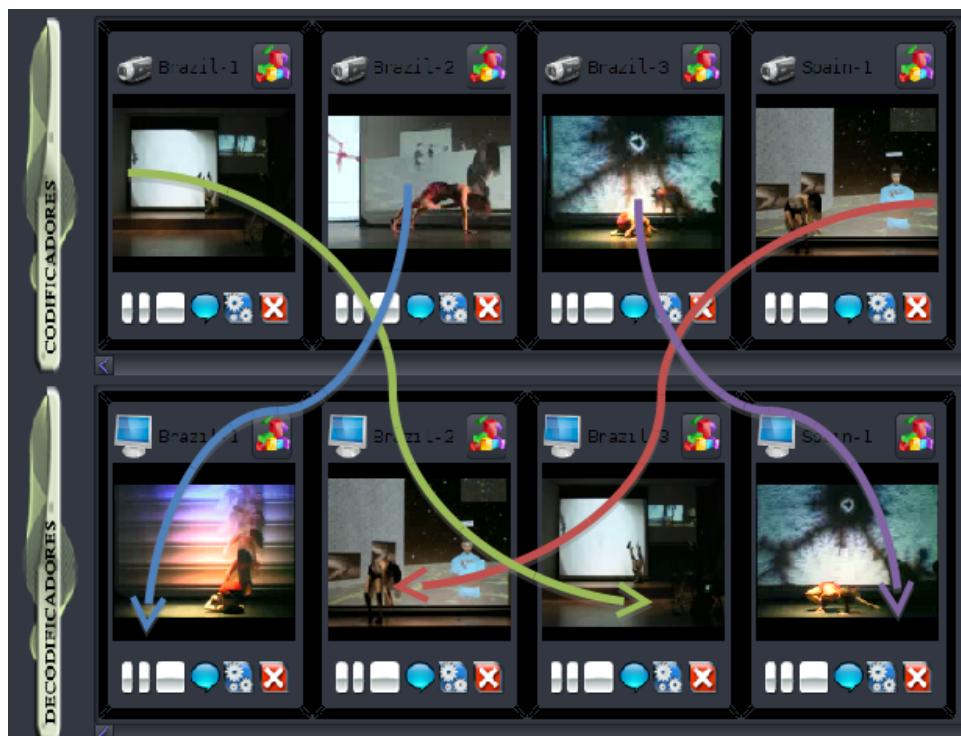 CODIFICADORES
Brazil-1
Brazil-2
Brazil-3
Spain-1
DECODIFICADORES
Brazil-1
Brazil-2
Brazil-3
Spain-1